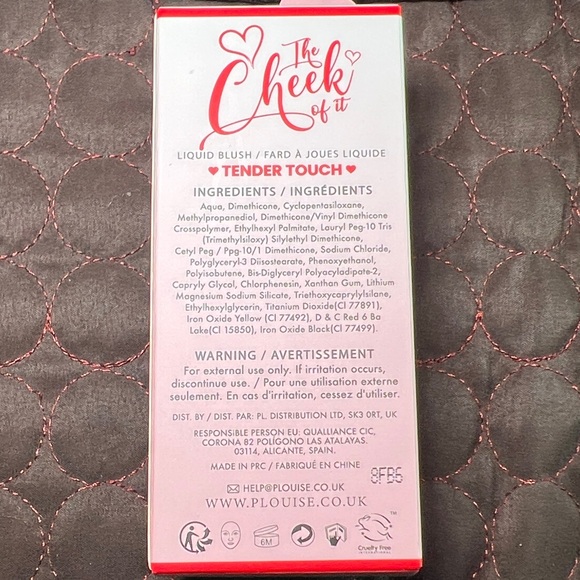 The
Cheek
of it
LIQUID BLUSH / FARD À JOUES LIQUIDE
♥ TENDER TOUCH ♥
INGREDIENTS / INGRÉDIENTS
Aqua, Dimethicone, Cyclopentasiloxane,
Methylpropanediol, Dimethicone/Vinyl Dimethicone
Crosspolymer, Ethylhexyl Palmitate, Lauryl Peg-10 Tris
(Trimethylsiloxy) Silylethyl Dimethicone,
Cetyl Peg / Ppg-10/1 Dimethicone, Sodium Chloride,
Polyglyceryl-3 Diisostearate, Phenoxyethanol,
Polyisobutene, Bis-Diglyceryl Polyacyladipate-2,
Capryly Glycol, Chlorphenesin, Xanthan Gum, Lithium
Magnesium Sodium Silicate, Triethoxycaprylylsilane,
Ethylhexylglycerin, Titanium Dioxide(CI 77891),
Iron Oxide Yellow (CI 77492), D & C Red 6 Ba
Lake(CI 15850), Iron Oxide Black(CI 77499).
WARNING / AVERTISSEMENT
For external use only. If irritation occurs,
discontinue use. / Pour une utilisation externe
seulement. En cas d'irritation, cessez d'utiliser.
DIST. BY / DIST. PAR: PL. DISTRIBUTION LTD, SK3 0RT, UK
RESPONSIBLE PERSON EU: QUALLIANCE CIC,
CORONA 82 POLÍGONO LAS ATALAYAS.
03114, ALICANTE, SPAIN.
MADE IN PRC / FABRIQUÉ EN CHINE
8FB6
HELP@PLOUISE.CO.UK
WWW.PLOUISE.CO.UK
6M
TM
Cruelty Free
INTERNATIONAL